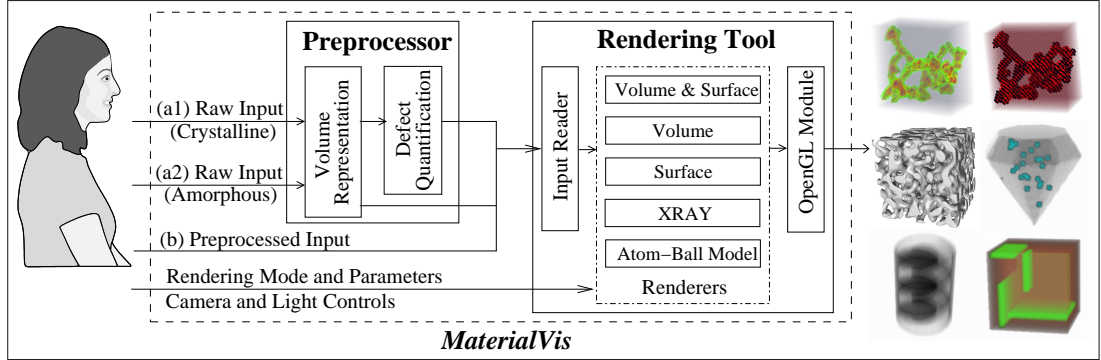 Preprocessor
Rendering Tool
(a1) Raw Input
(Crystalline)
(a2) Raw Input
(Amorphous)
(b) Preprocessed Input
Rendering Mode and Parameters
Camera and Light Controls
Volume
Representation
Defect
Quantification
Input Reader
Volume & Surface
Volume
Surface
XRAY
Atom−Ball Model
Renderers
OpenGL Module
MaterialVis